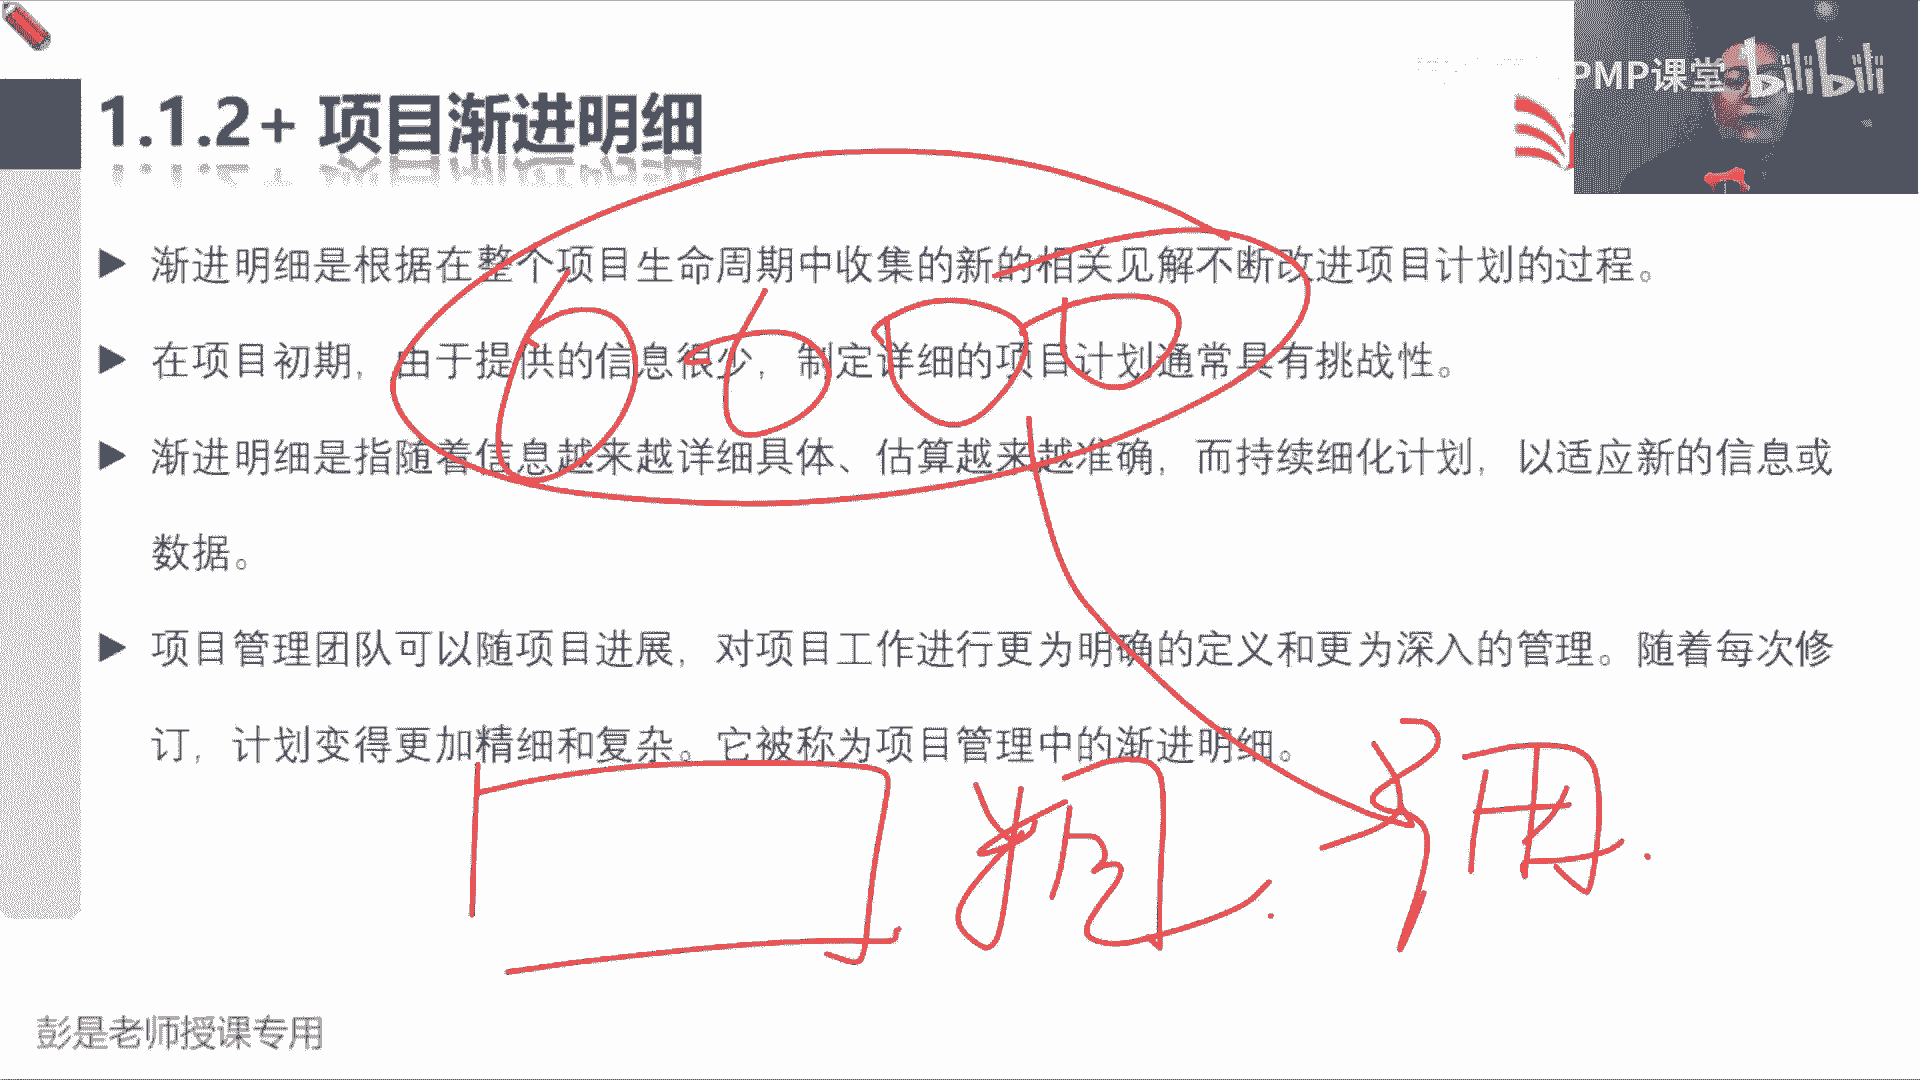 PMP课堂 bilibili
1.1.2+ 项目渐进明细
渐进明细是根据在整个项目生命周期中收集的新的相关见解不断改进项目计划的过程。
在项目初期，由于提供的信息很少，制定详细的项目计划通常具有挑战性。
6600
渐进明细是指随着信息越来越详细具体、估算越来越准确，而持续细化计划，以适应新的信息或
数据。
项目管理团队可以随项目进展，对项目工作进行更为明确的定义和更为深入的管理。随着每次修
订，计划变得更加精细和复杂。它被称为项目管理中的渐进明细。
彭是老师授课专用